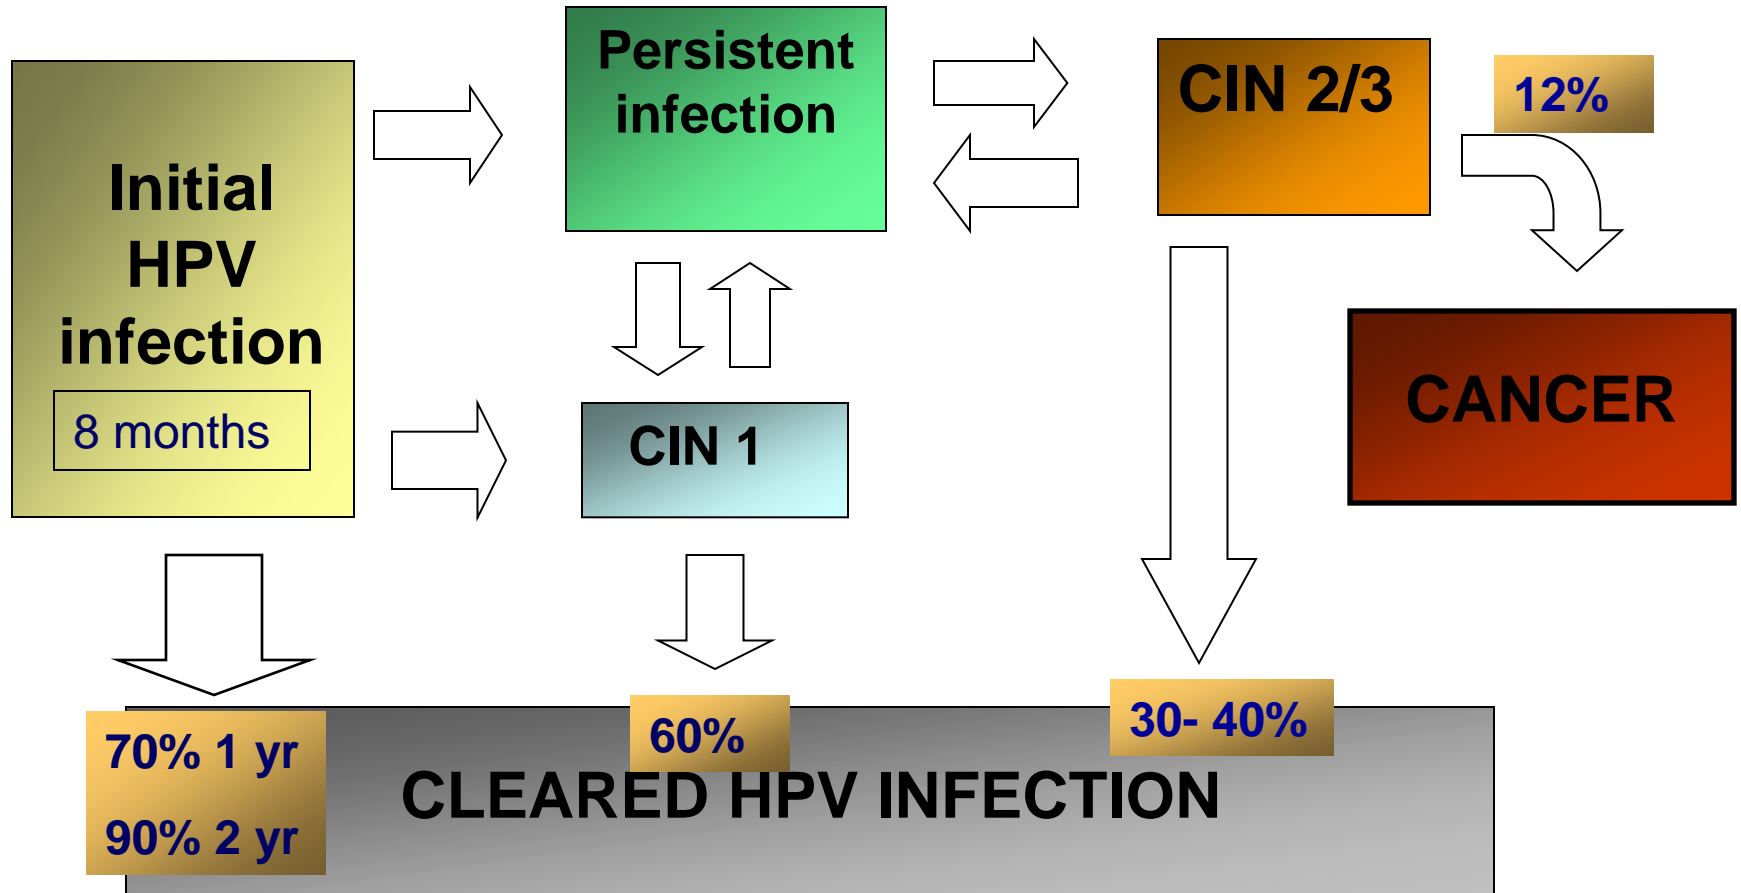 Initial
HPV
infection
8 months
Persistent
infection
CIN 1
CIN 2/3
12%
CANCER
70% 1 yr
90% 2 yr
60%
30- 40%
CLEARED HPV INFECTION